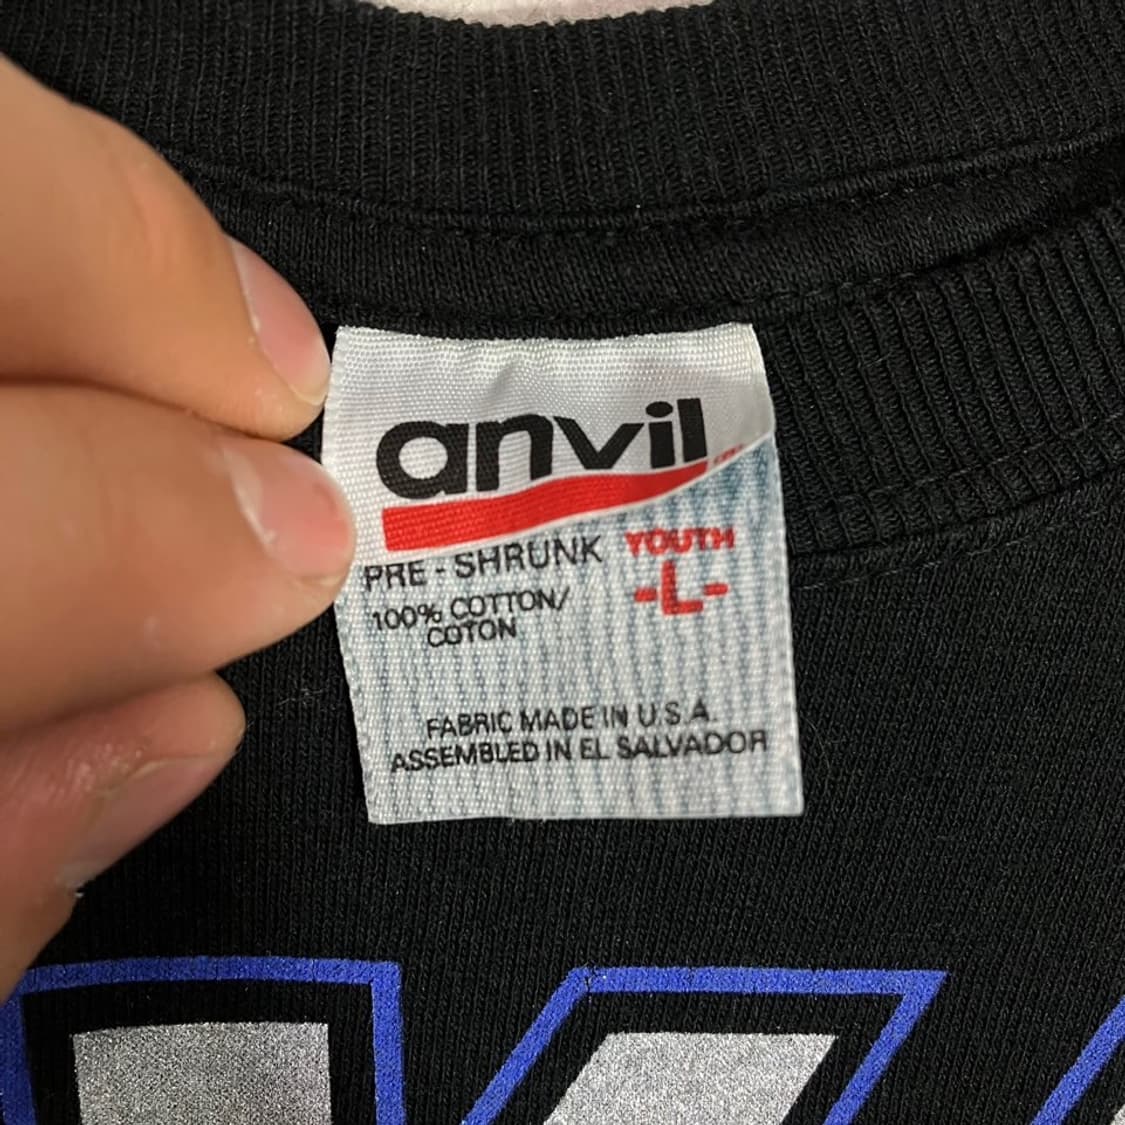 anvil
PRE - SHRUNK YOUTH
100% COTTON/ -L-
COTON
FABRIC MADE IN U.S.A.
ASSEMBLED IN EL SALVADOR